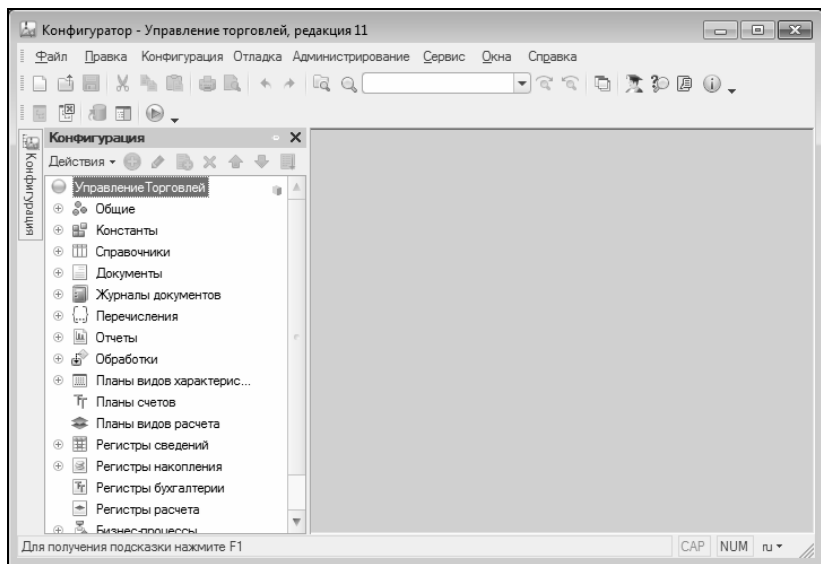 Конфигуратор - Управление торговлей, редакция 11
Файл Правка Конфигурация Отладка Администрирование Сервис Окна Справка
Конфигурация
Конфигурация
Действия
УправлениеТорговлей
Общие
Константы
Справочники
Документы
Журналы документов
Перечисления
Отчеты
Обработки
Планы видов характерис...
Планы счетов
Планы видов расчета
Регистры сведений
Регистры накопления
Регистры бухгалтерии
Регистры расчета
Бизнес-процессы
Для получения подсказки нажмите F1
CAP NUM ru